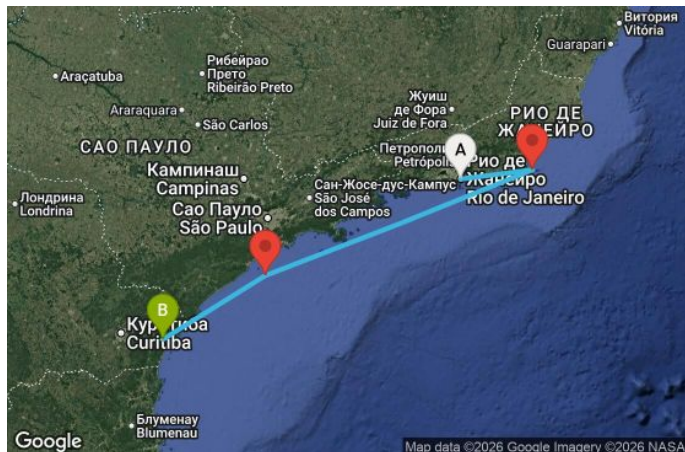 Витория
Vitória
Guarapari
Рибейрао
Прето
Ribeirão Preto
Araçatuba
Жуиш
де Фора
Juiz de Fora
РИО ДЕ
ЖАНЕЙРО
Araraquara
São Carlos
САО ПАУЛО
Петрополис
Petrópolis
A
Рио де
Жанейро
Rio de Janeiro
Кампинаш
Campinas
Сан-Жосе-дус-Кампус
São José
dos Campos
Лондрина
Londrina
Сао Пауло
São Paulo
B
Curitiba
Блуменау
Blumenau
Google
Map data ©2026 Google Imagery ©2026 NASA